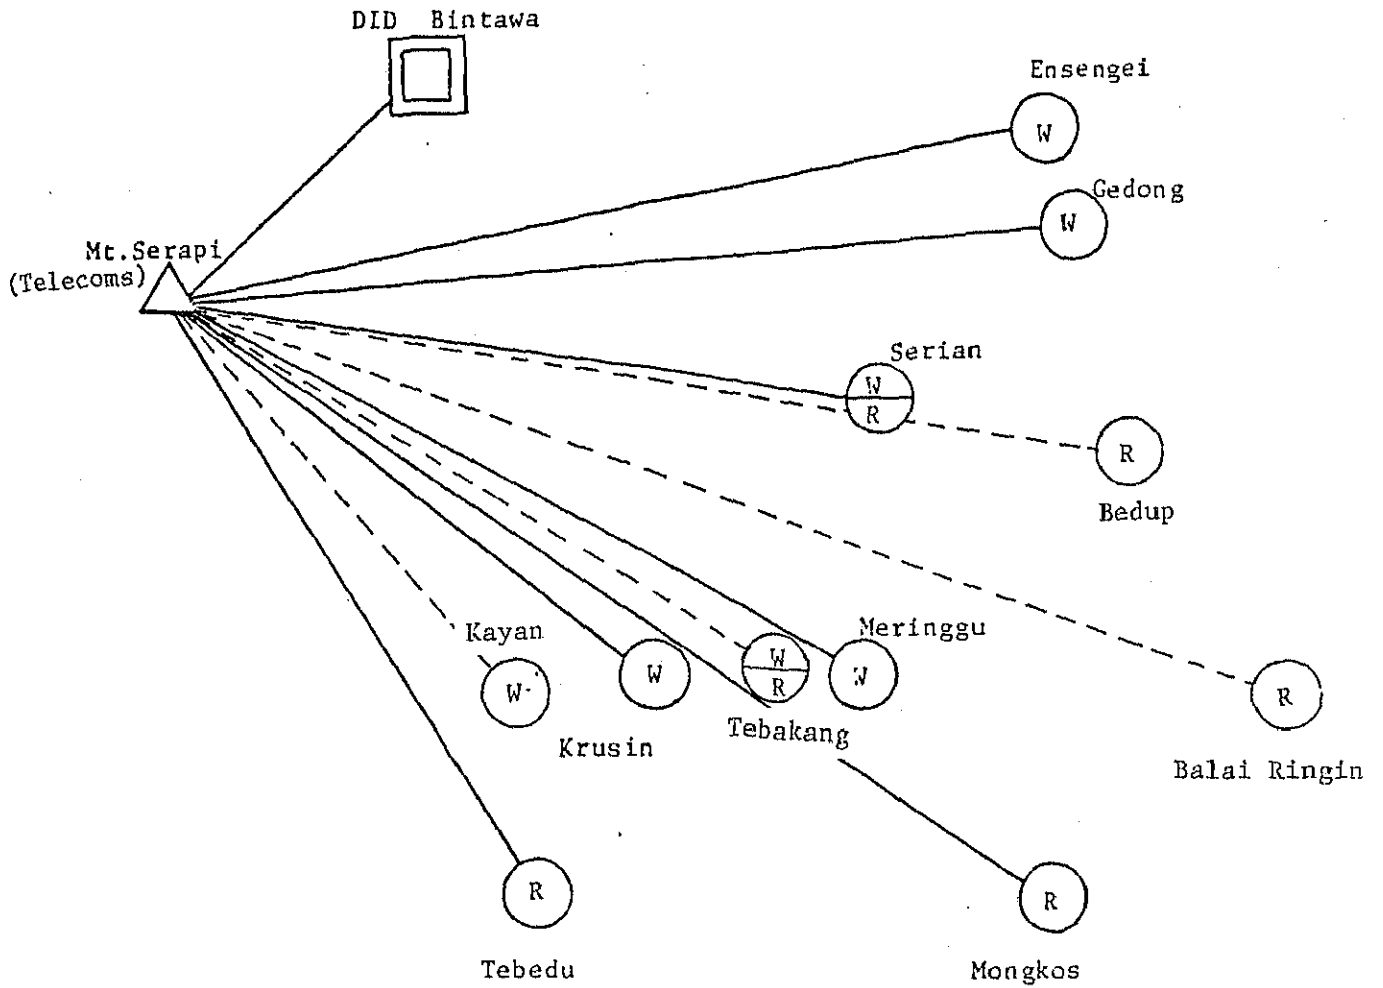 DID Bintawa
Ensengei
W
Gedong
W
Mt.Serapi
(Telecoms)
Serian
W
R
R
Bedup
Kayan
W
W
W
R
Meringgu
W
Krusin
Tebakang
R
Balai Ringin
R
Tebedu
R
Mongkos